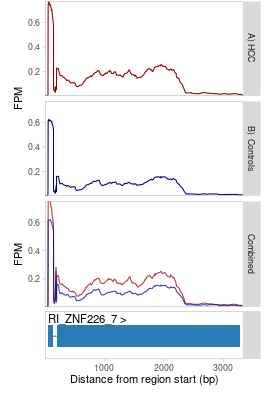 0.6
0.4
0.2
A) HCC
FPM
0.6
0.4
0.2
B) Controls
0.6
0.4
0.2
FPM
Combined
RI_ZNF226_7 >
1000 2000 3000
Distance from region start (bp)